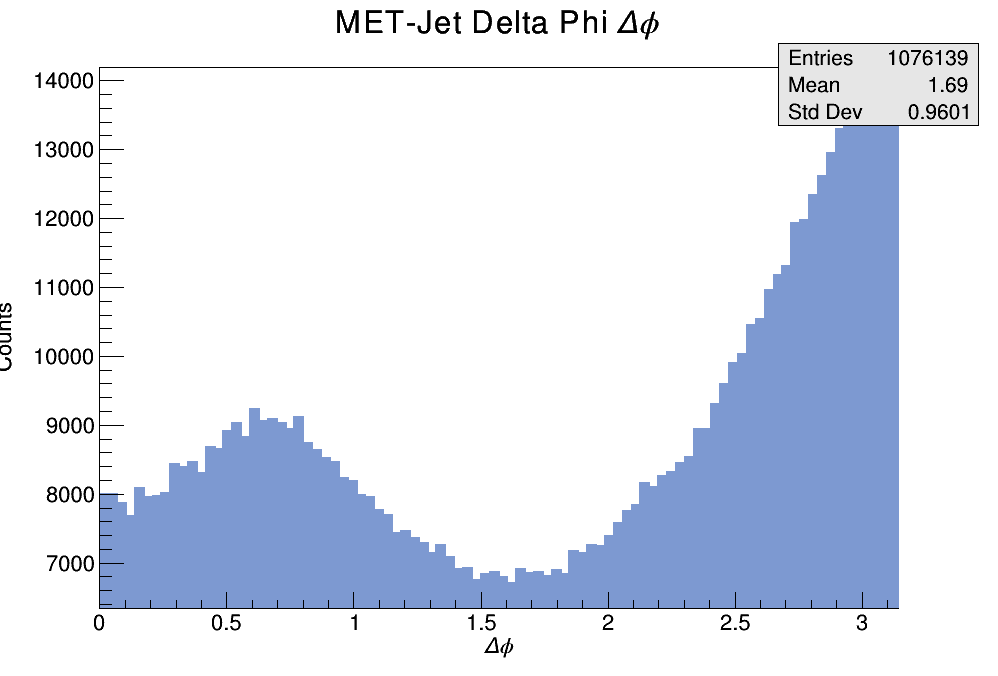 MET-Jet Delta Phi Δϕ
Entries 1076139
Mean 1.69
Std Dev 0.9601
14000
13000
12000
11000
10000
9000
8000
7000
Counts
0 0.5 1 1.5 2 2.5 3
Δϕ